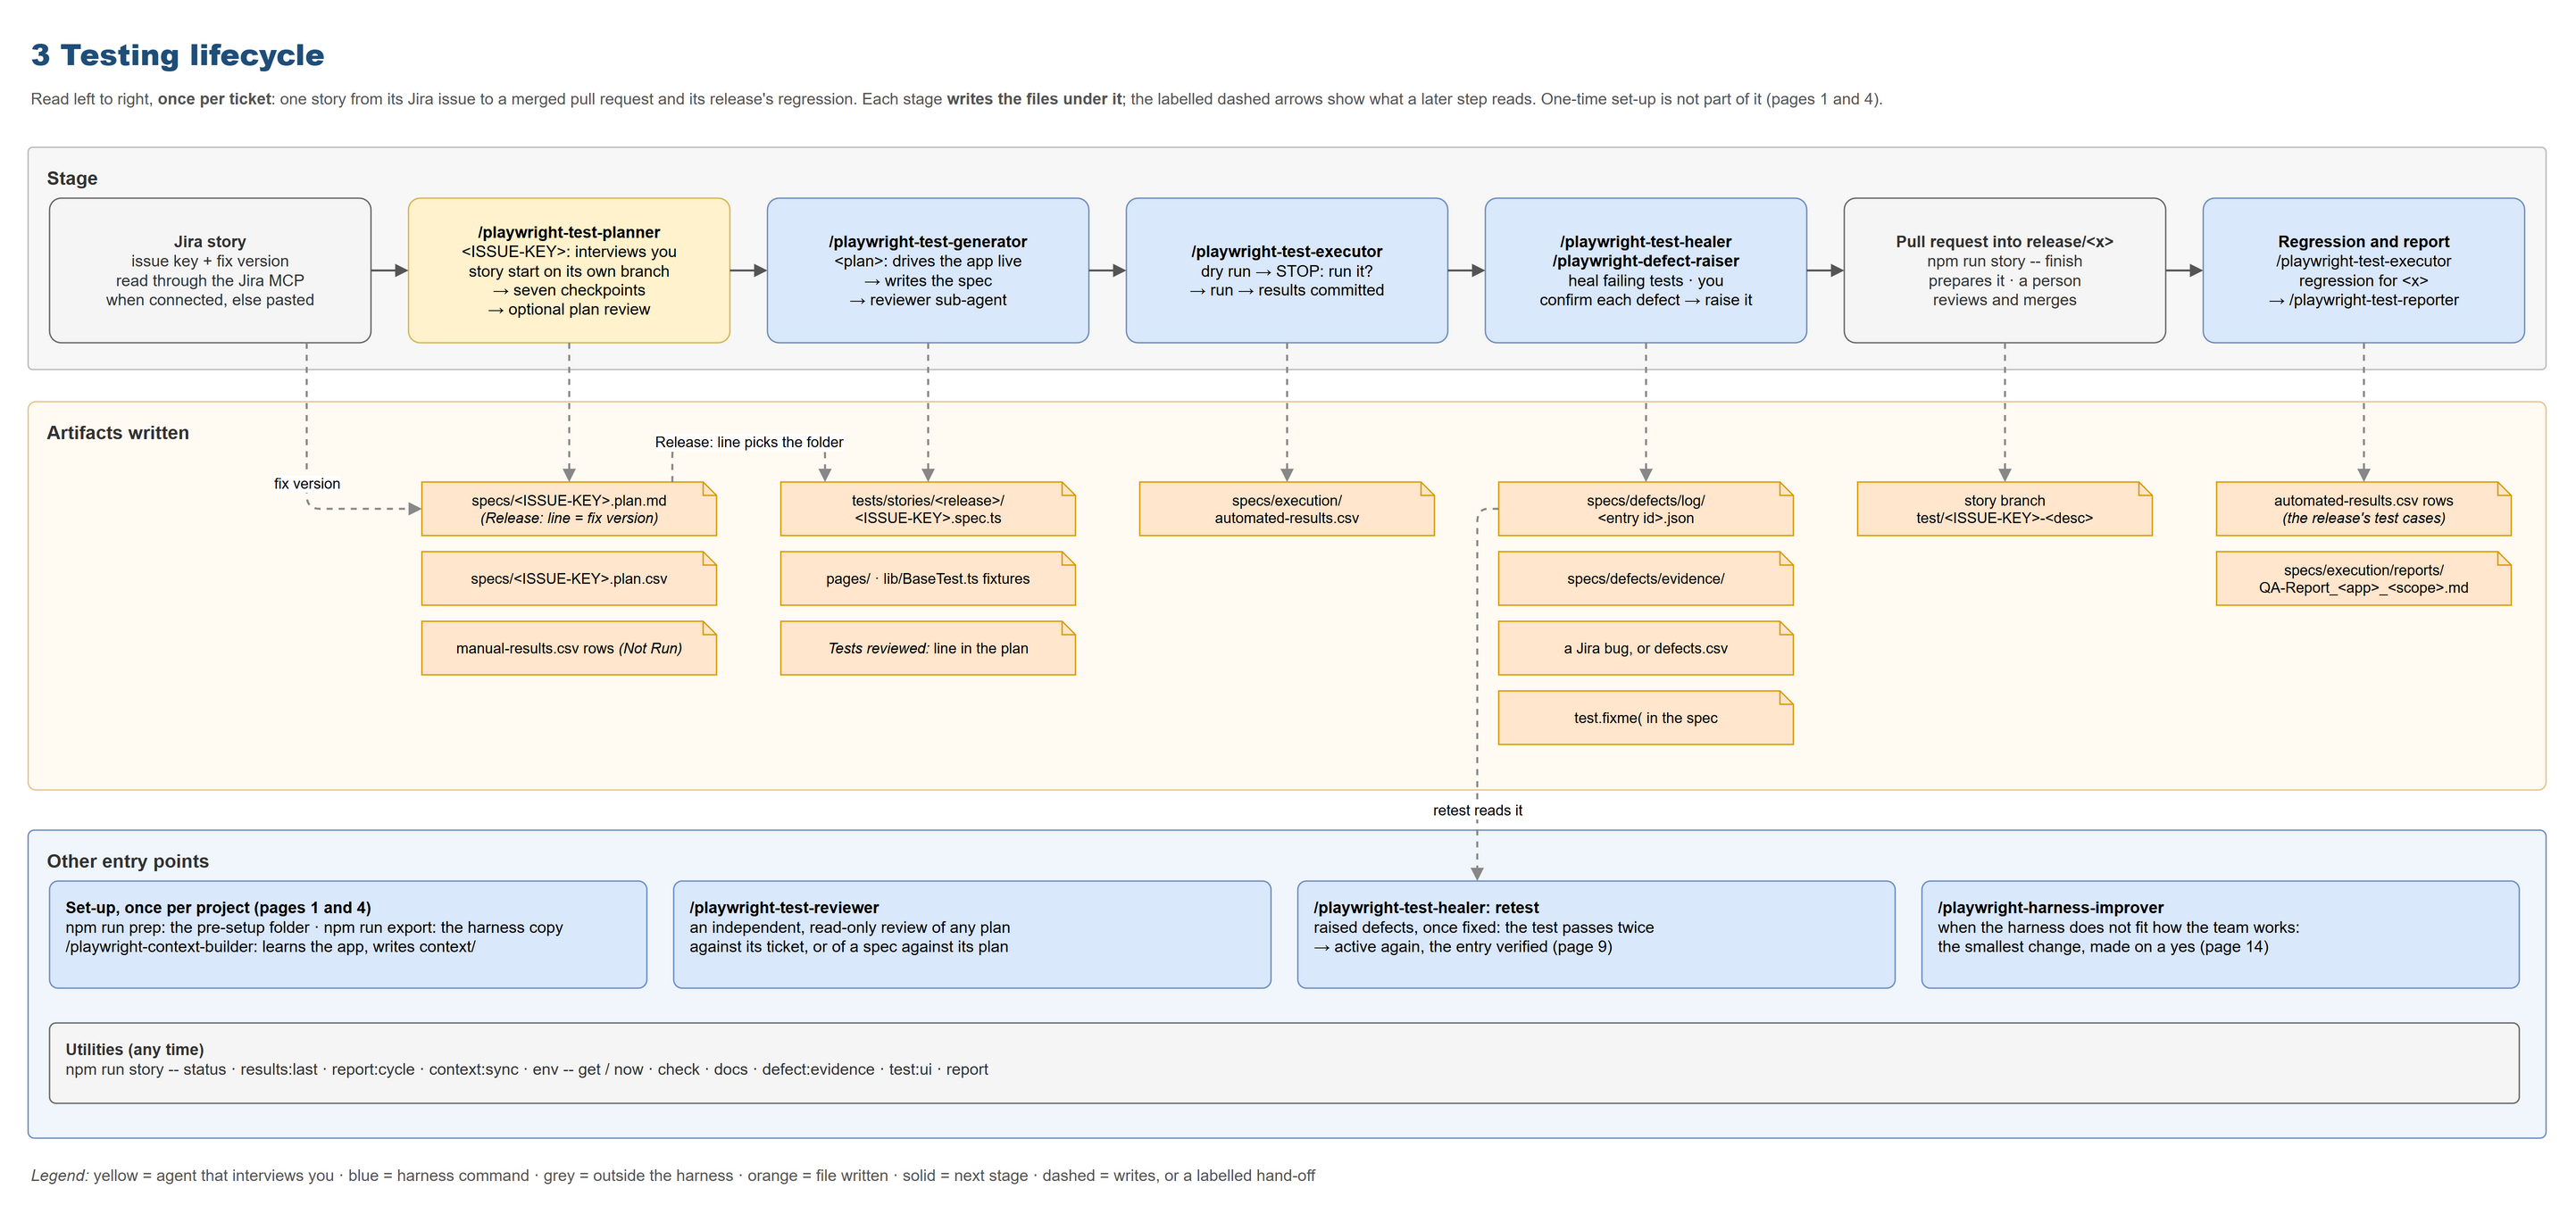 3 Testing lifecycle
Read left to right, once per ticket: one story from its Jira issue to a merged pull request and its release's regression. Each stage writes the files under it; the labelled dashed arrows show what a later step reads. One-time set-up is not part of it (pages 1 and 4).
Stage
Jira story
issue key + fix version
read through the Jira MCP
when connected, else pasted
/playwright-test-planner
<ISSUE-KEY>: interviews you
story start on its own branch
→ seven checkpoints
→ optional plan review
/playwright-test-generator
<plan>: drives the app live
→ writes the spec
→ reviewer sub-agent
/playwright-test-executor
dry run → STOP: run it?
→ run → results committed
/playwright-test-healer
/playwright-defect-raiser
heal failing tests · you
confirm each defect → raise it
Pull request into release/<x>
npm run story -- finish
prepares it · a person
reviews and merges
Regression and report
/playwright-test-executor
regression for <x>
→ /playwright-test-reporter
Artifacts written
Release: line picks the folder
fix version
specs/<ISSUE-KEY>.plan.md
(Release: line = fix version)
specs/<ISSUE-KEY>.plan.csv
manual-results.csv rows (Not Run)
tests/stories/<release>/
<ISSUE-KEY>.spec.ts
pages/ · lib/BaseTest.ts fixtures
Tests reviewed: line in the plan
specs/execution/
automated-results.csv
specs/defects/log/
<entry id>.json
specs/defects/evidence/
a Jira bug, or defects.csv
test.fixme( in the spec
story branch
test/<ISSUE-KEY>-<desc>
automated-results.csv rows
(the release's test cases)
specs/execution/reports/
QA-Report_<app>_<scope>.md
retest reads it
Other entry points
Set-up, once per project (pages 1 and 4)
npm run prep: the pre-setup folder · npm run export: the harness copy
/playwright-context-builder: learns the app, writes context/
/playwright-test-reviewer
an independent, read-only review of any plan
against its ticket, or of a spec against its plan
/playwright-test-healer: retest
raised defects, once fixed: the test passes twice
→ active again, the entry verified (page 9)
/playwright-harness-improver
when the harness does not fit how the team works:
the smallest change, made on a yes (page 14)
Utilities (any time)
npm run story -- status · results:last · report:cycle · context:sync · env -- get / now · check · docs · defect:evidence · test:ui · report
Legend: yellow = agent that interviews you · blue = harness command · grey = outside the harness · orange = file written · solid = next stage · dashed = writes, or a labelled hand-off